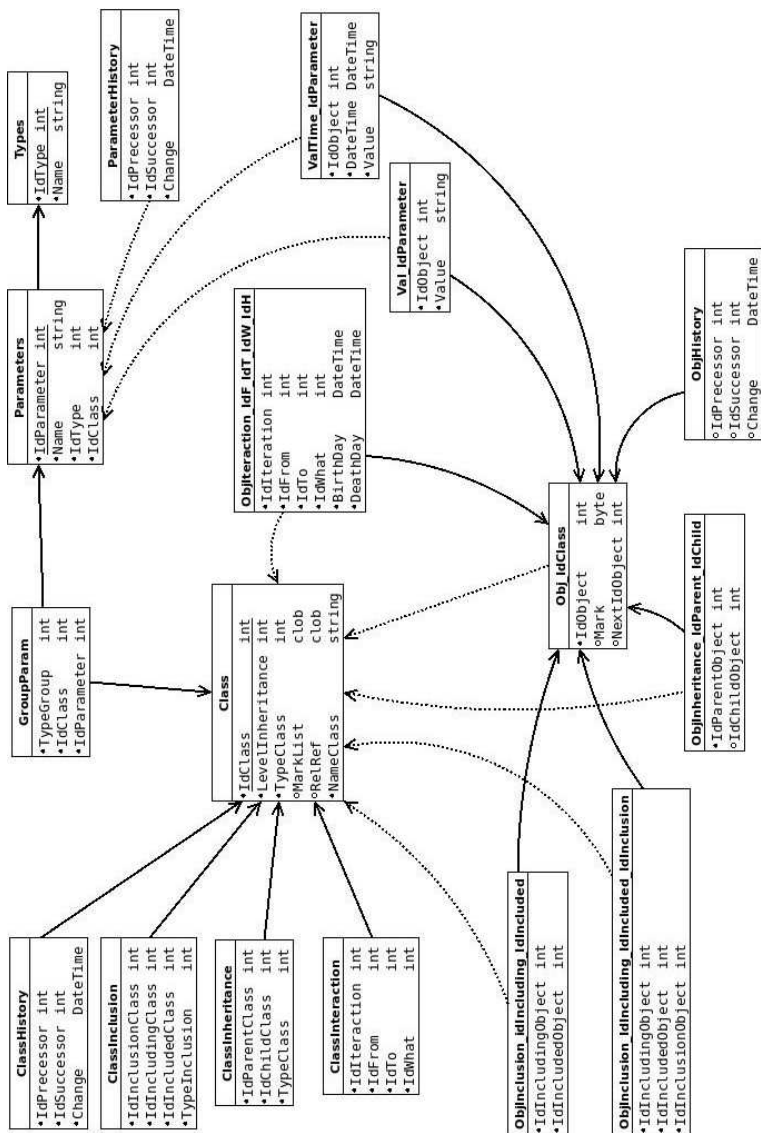 Types
IdType int
Name string
ParameterHistory
IdPrecessor int
IdSuccessor int
Change DateTime
ValTime_IdParameter
IdObject int
DateTime DateTime
Value string
Val_IdParameter
IdObject int
Value string
ObjHistory
IdPrecessor int
IdSuccessor int
Change DateTime
Parameters
IdParameter int
Name string
IdType int
IdClass int
ObjIteraction_IdF_IdT_IdW_IdH
IdIteration int
IdFrom int
IdTo int
IdWhat int
BirthDay DateTime
DeathDay DateTime
Obj_IdClass
IdObject int
Mark byte
NextIdObject int
GroupParam
TypeGroup int
IdClass int
IdParameter int
Class
IdClass int
LevelInheritance int
TypeClass int
MarkList clob
RelRef clob
NameClass string
ObjInheritance_IdParent_IdChild
IdParentObject int
IdChildObject int
ClassHistory
IdPrecessor int
IdSuccessor int
Change DateTime
ClassInclusion
IdInclusionClass int
IdIncludingClass int
IdIncludedClass int
TypeInclusion int
ClassInheritance
IdParentClass int
IdChildClass int
TypeClass int
ClassInteraction
IdIteraction int
IdFrom int
IdTo int
IdWhat int
ObjInclusion_IdIncluding_IdIncluded
IdIncludingObject int
IdIncludedObject int
ObjInclusion_IdIncluding_IdIncluded_IdInclusion
IdIncludingObject int
IdIncludedObject int
IdInclusionObject int